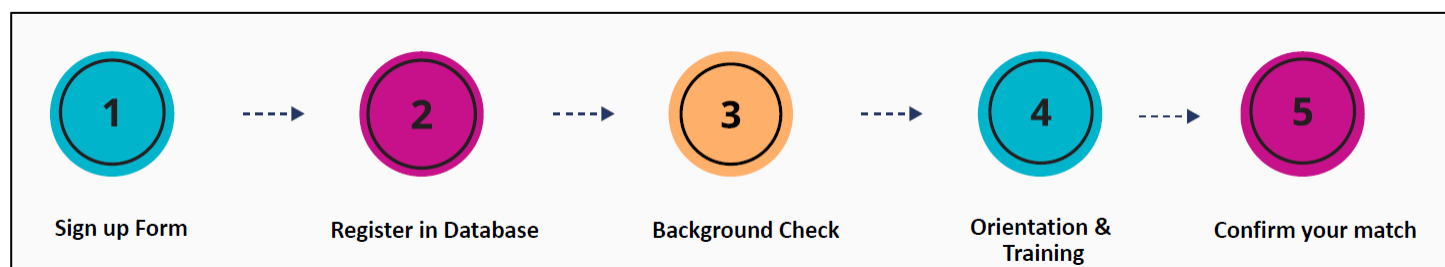 1
2
3
4
5
Sign up Form
Register in Database
Background Check
Orientation &
Training
Confirm your match